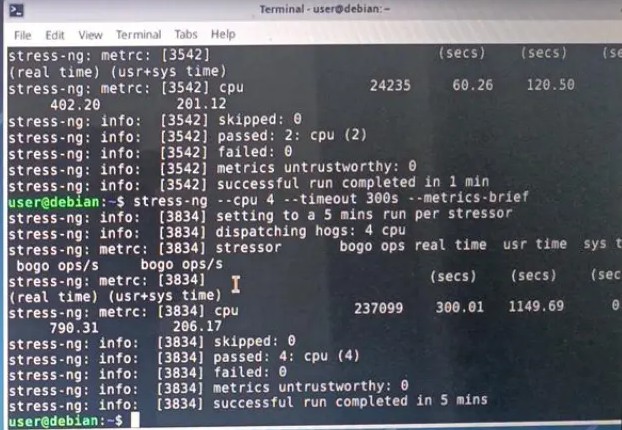 Terminal - user@debian: ~
File Edit View Terminal Tabs Help
stress-ng: metrc: [3542] (secs) (secs)
(real time) (usr+sys time)
stress-ng: metrc: [3542] cpu 24235 60.26 120.50
402.20 201.12
stress-ng: info: [3542] skipped: 0
stress-ng: info: [3542] passed: 2: cpu (2)
stress-ng: info: [3542] failed: 0
stress-ng: info: [3542] metrics untrustworthy: 0
stress-ng: info: [3542] successful run completed in 1 min
user@debian:~$ stress-ng --cpu 4 --timeout 300s --metrics-brief
stress-ng: info: [3834] setting to a 5 mins run per stressor
stress-ng: info: [3834] dispatching hogs: 4 cpu
stress-ng: metrc: [3834] stressor bogo ops real time usr time sys t
bogo ops/s bogo ops/s
stress-ng: metrc: [3834] (secs) (secs) (sec
(real time) (usr+sys time)
stress-ng: metrc: [3834] cpu 237099 300.01 1149.69 0
790.31 206.17
stress-ng: info: [3834] skipped: 0
stress-ng: info: [3834] passed: 4: cpu (4)
stress-ng: info: [3834] failed: 0
stress-ng: info: [3834] metrics untrustworthy: 0
stress-ng: info: [3834] successful run completed in 5 mins
user@debian:~$